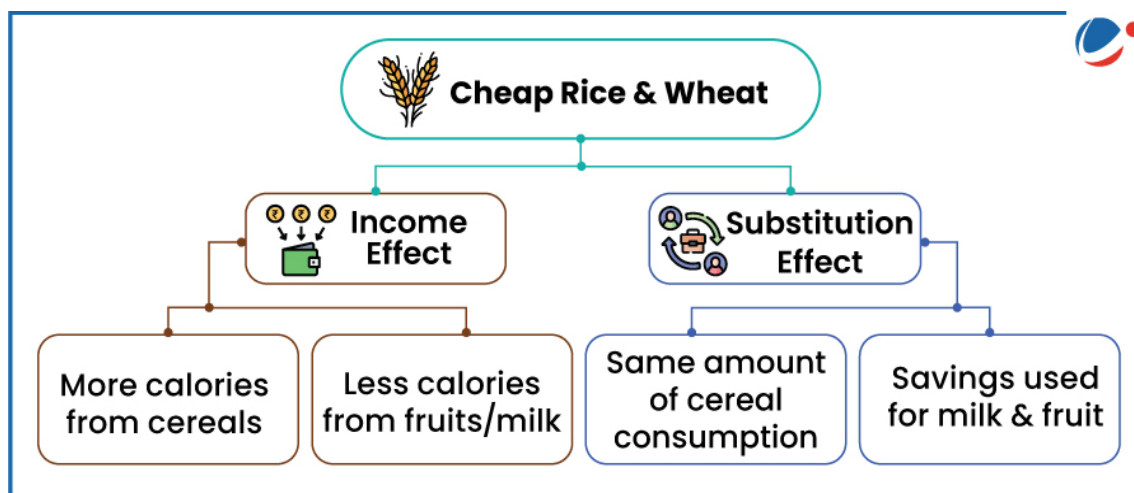 Cheap Rice & Wheat
Income
Effect
Substitution
Effect
More calories
from cereals
Less calories
from fruits/milk
Same amount
of cereal
consumption
Savings used
for milk & fruit